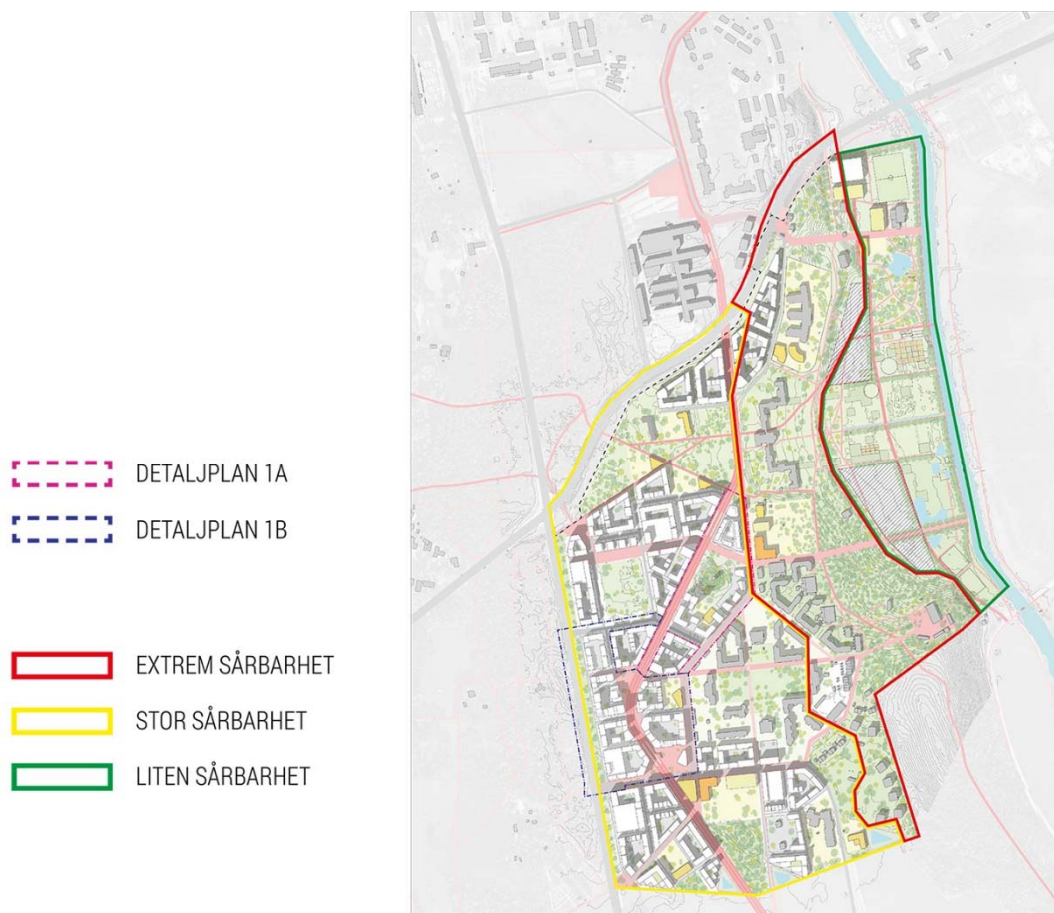 DETALJPLAN 1A
DETALJPLAN 1B
EXTREM SÅRBARHET
STOR SÅRBARHET
LITEN SÅRBARHET